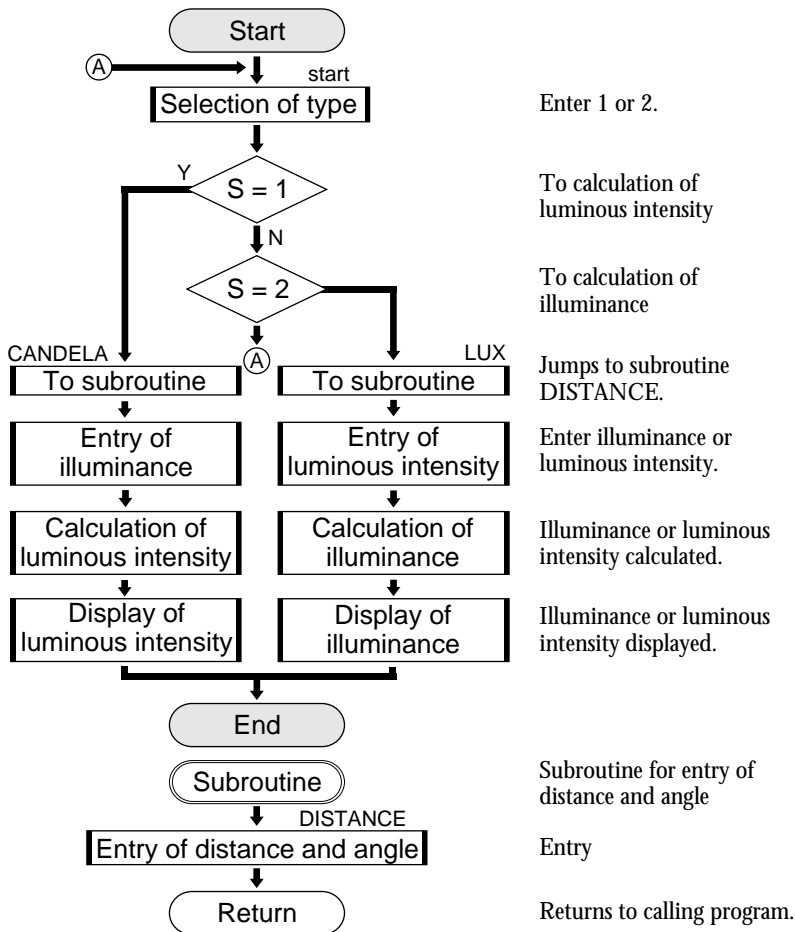 Start
A
start
Selection of type
Enter 1 or 2.
Y
S = 1
To calculation of
luminous intensity
N
S = 2
To calculation of
illuminance
CANDELA
A
LUX
To subroutine
To subroutine
Jumps to subroutine
DISTANCE.
Entry of
illuminance
Entry of
luminous intensity
Enter illuminance or
luminous intensity.
Calculation of
luminous intensity
Calculation of
illuminance
Illuminance or luminous
intensity calculated.
Display of
luminous intensity
Display of
illuminance
Illuminance or luminous
intensity displayed.
End
Subroutine
Subroutine for entry of
distance and angle
DISTANCE
Entry of distance and angle
Entry
Return
Returns to calling program.